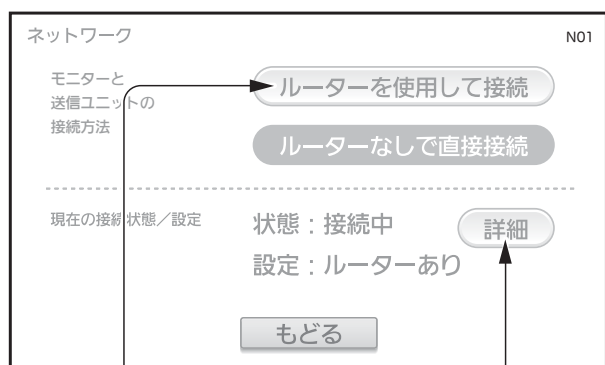 ネットワーク
N01
モニターと
送信ユニットの
接続方法
ルーターを使用して接続
ルーターなしで直接接続
現在の接続状態／設定
状態：接続中
詳細
設定：ルーターあり
もどる